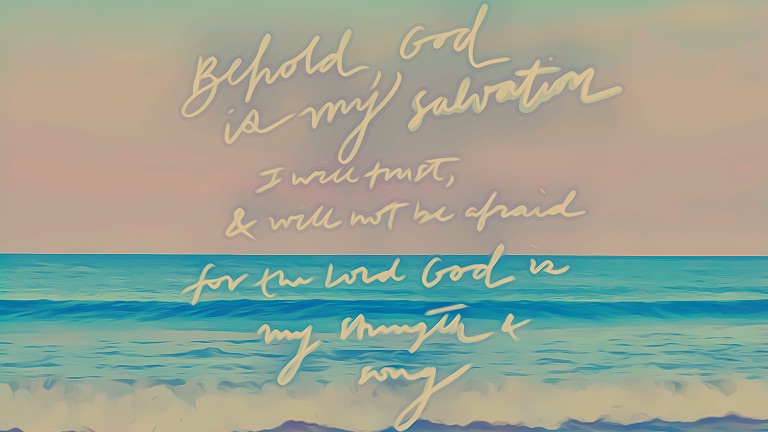 Behold, God
is my salvation
I will trust,
& will not be afraid
for the Lord God is
my strength &
song